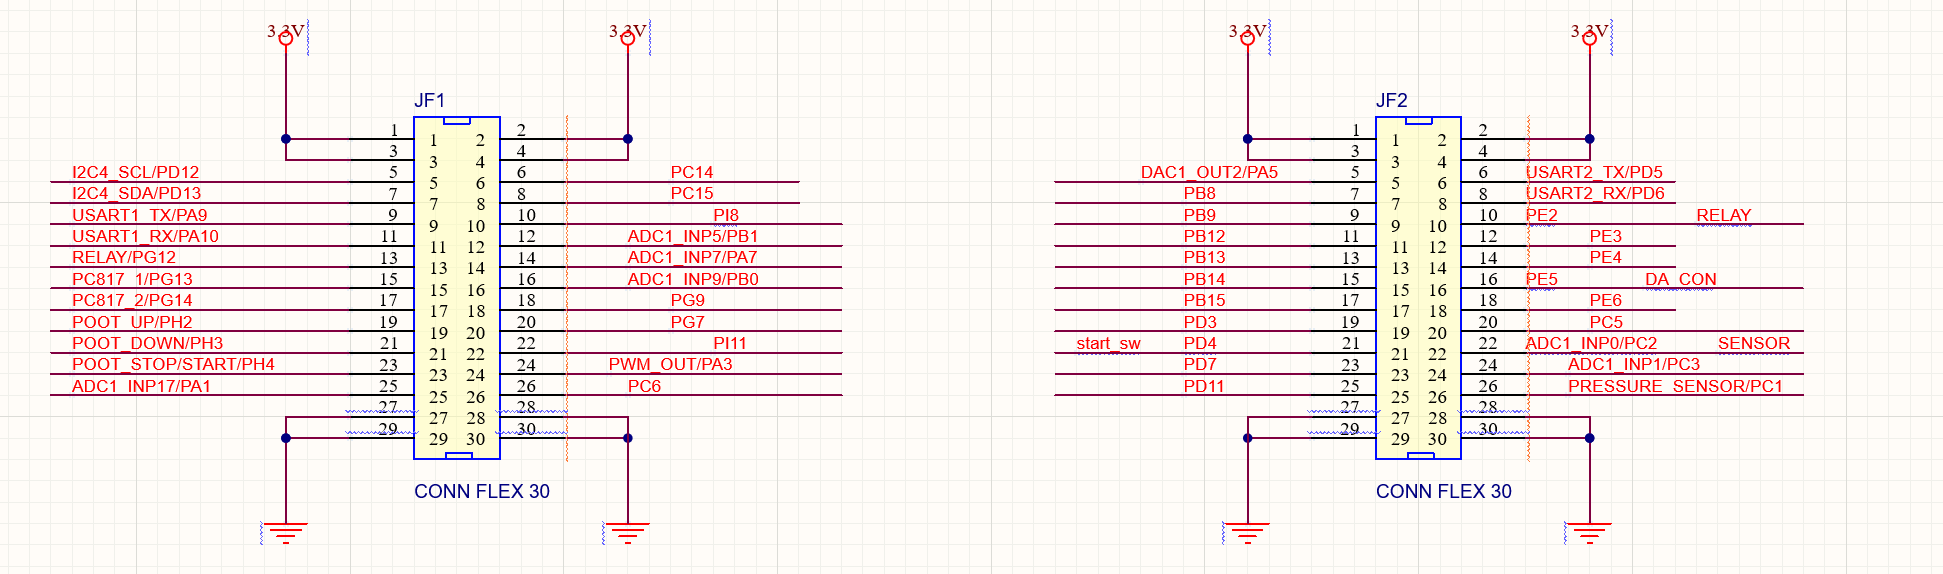 3.3V 3.3V 3.3V 3.3V
JF1 JF2
1 1 2 2 1 1 2 2
3 3 4 4 3 3 4 4
I2C4_SCL/PD12 5 5 6 6 PC14 DAC1_OUT2/PA5 5 5 6 6 USART2_TX/PD5
I2C4_SDA/PD13 7 7 8 8 PC15 PB8 7 7 8 8 USART2_RX/PD6
USART1_TX/PA9 9 9 10 10 PI8 PB9 9 9 10 10 PE2 RELAY
USART1_RX/PA10 11 11 12 12 ADC1_INP5/PB1 PB12 11 11 12 12 PE3
RELAY/PG12 13 13 14 14 ADC1_INP7/PA7 PB13 13 13 14 14 PE4
PC817_1/PG13 15 15 16 16 ADC1_INP9/PB0 PB14 15 15 16 16 PE5 DA_CON
PC817_2/PG14 17 17 18 18 PG9 PB15 17 17 18 18 PE6
POOT_UP/PH2 19 19 20 20 PG7 PD3 19 19 20 20 PC5
POOT_DOWN/PH3 21 21 22 22 PI11 start_sw PD4 21 21 22 22 ADC1_INP0/PC2 SENSOR
POOT_STOP/START/PH4 23 23 24 24 PWM_OUT/PA3 PD7 23 23 24 24 ADC1_INP1/PC3
ADC1_INP17/PA1 25 25 26 26 PC6 PD11 25 25 26 26 PRESSURE_SENSOR/PC1
27 27 28 28 27 27 28 28
29 29 30 30 29 29 30 30
CONN FLEX 30 CONN FLEX 30